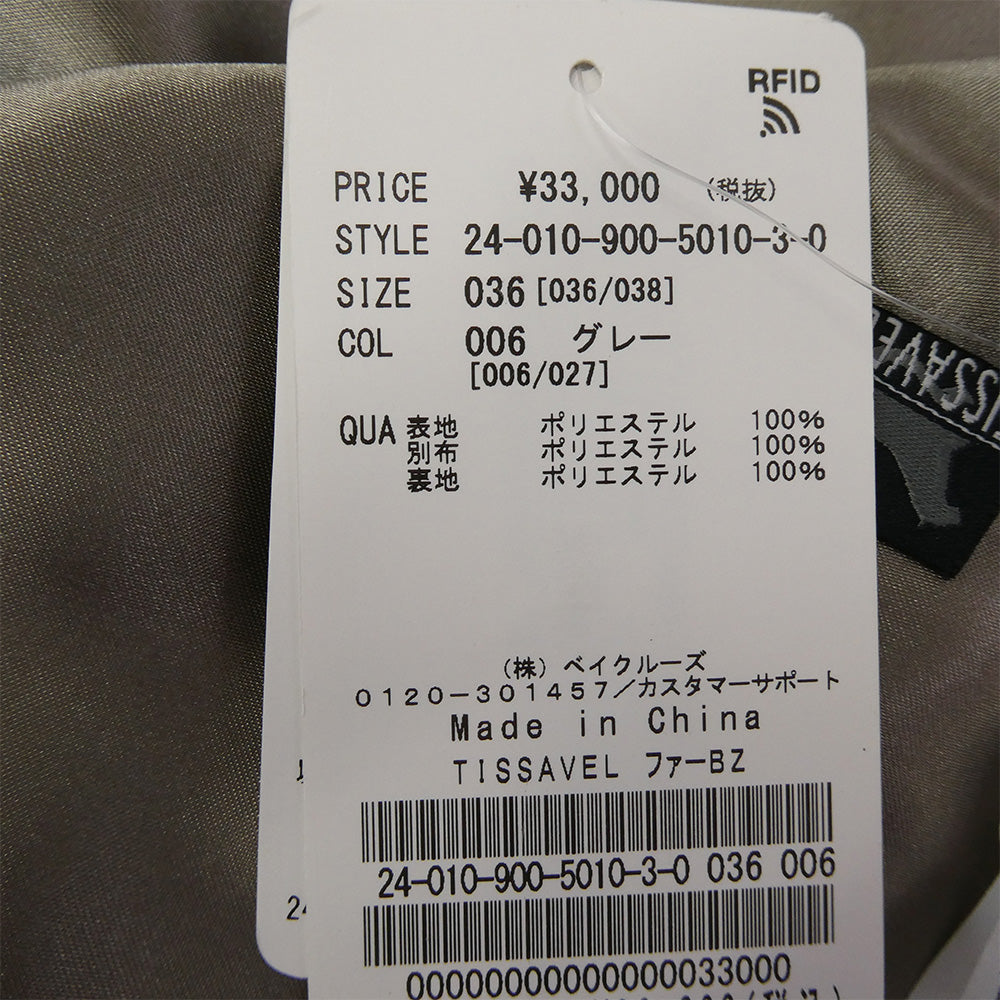 RFID
PRICE ¥33,000 (税抜)
STYLE 24-010-900-5010-3-0
SIZE 036 [036/038]
COL 006 グレー
[006/027]
QUA 表地 ポリエステル 100%
別布 ポリエステル 100%
裏地 ポリエステル 100%
(株) ベイクルーズ
0120-301457/カスタマーサポート
Made in China
TISSAVEL ファーBZ
24-010-900-5010-3-0 036 006
00000000000000033000
24
TISSAVEL